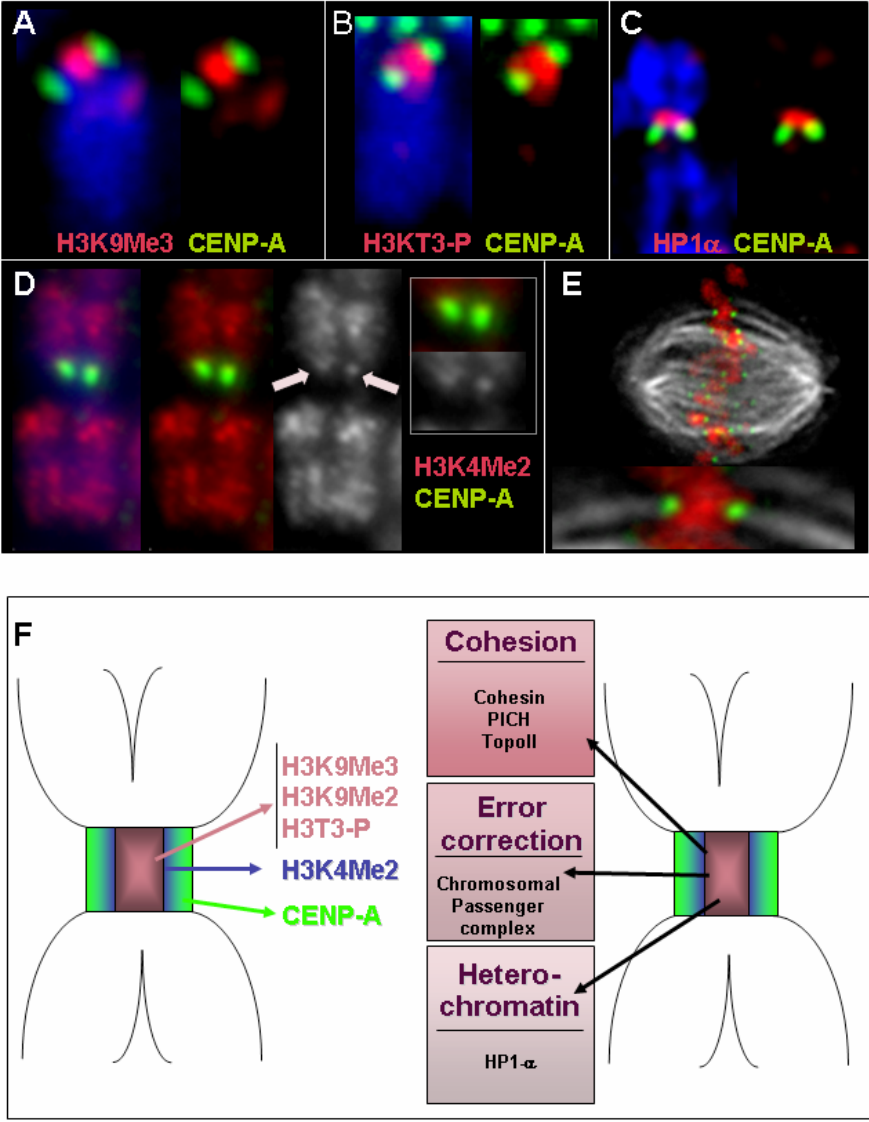 A
H3K9Me3 CENP-A
B
H3KT3-P CENP-A
C
HP1α CENP-A
D
H3K4Me2
CENP-A
E
F
H3K9Me3
H3K9Me2
H3T3-P
H3K4Me2
CENP-A
Cohesion
Cohesin
PICH
TopoII
Error
correction
Chromosomal
Passenger
complex
Hetero-
chromatin
HP1-α